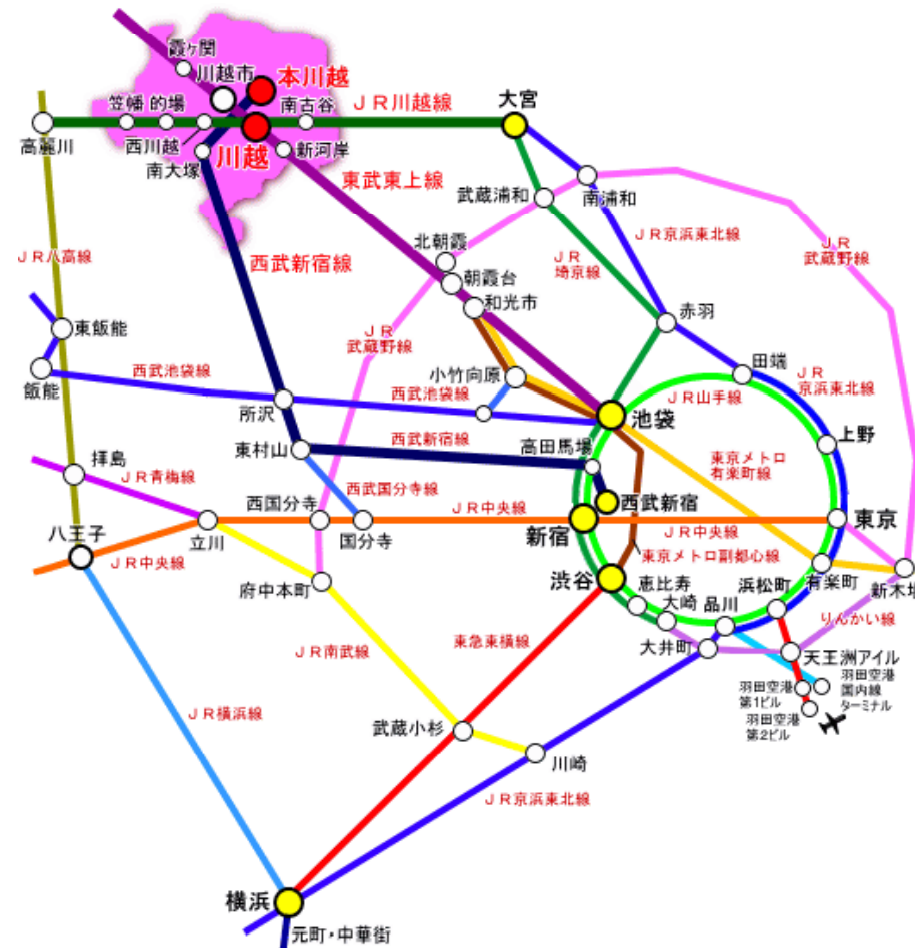 霞ヶ関
川越市
本川越
笠幡 的場
南古谷
ＪＲ川越線
大宮
高麗川
西川越
川越
新河岸
南大塚
東武東上線
武蔵浦和
南浦和
ＪＲ京浜東北線
北朝霞
ＪＲ
埼京線
ＪＲ
武蔵野線
ＪＲ八高線
西武新宿線
朝霞台
和光市
赤羽
東飯能
ＪＲ
武蔵野線
飯能
西武池袋線
小竹向原
西武池袋線
田端
ＪＲ
京浜東北線
ＪＲ山手線
所沢
池袋
東村山
西武新宿線
高田馬場
上野
東京メトロ
有楽町線
拝島
ＪＲ青梅線
西国分寺
西武国分寺線
西武新宿
八王子
ＪＲ中央線
立川
国分寺
ＪＲ中央線
新宿
ＪＲ中央線
東京
東京メトロ副都心線
渋谷
有楽町
新木場
府中本町
恵比寿
大崎
品川
浜松町
りんかい線
ＪＲ南武線
東急東横線
大井町
天王洲アイル
羽田空港
第1ビル
羽田空港
国内線
ターミナル
羽田空港
第2ビル
ＪＲ横浜線
武蔵小杉
川崎
ＪＲ京浜東北線
横浜
元町・中華街